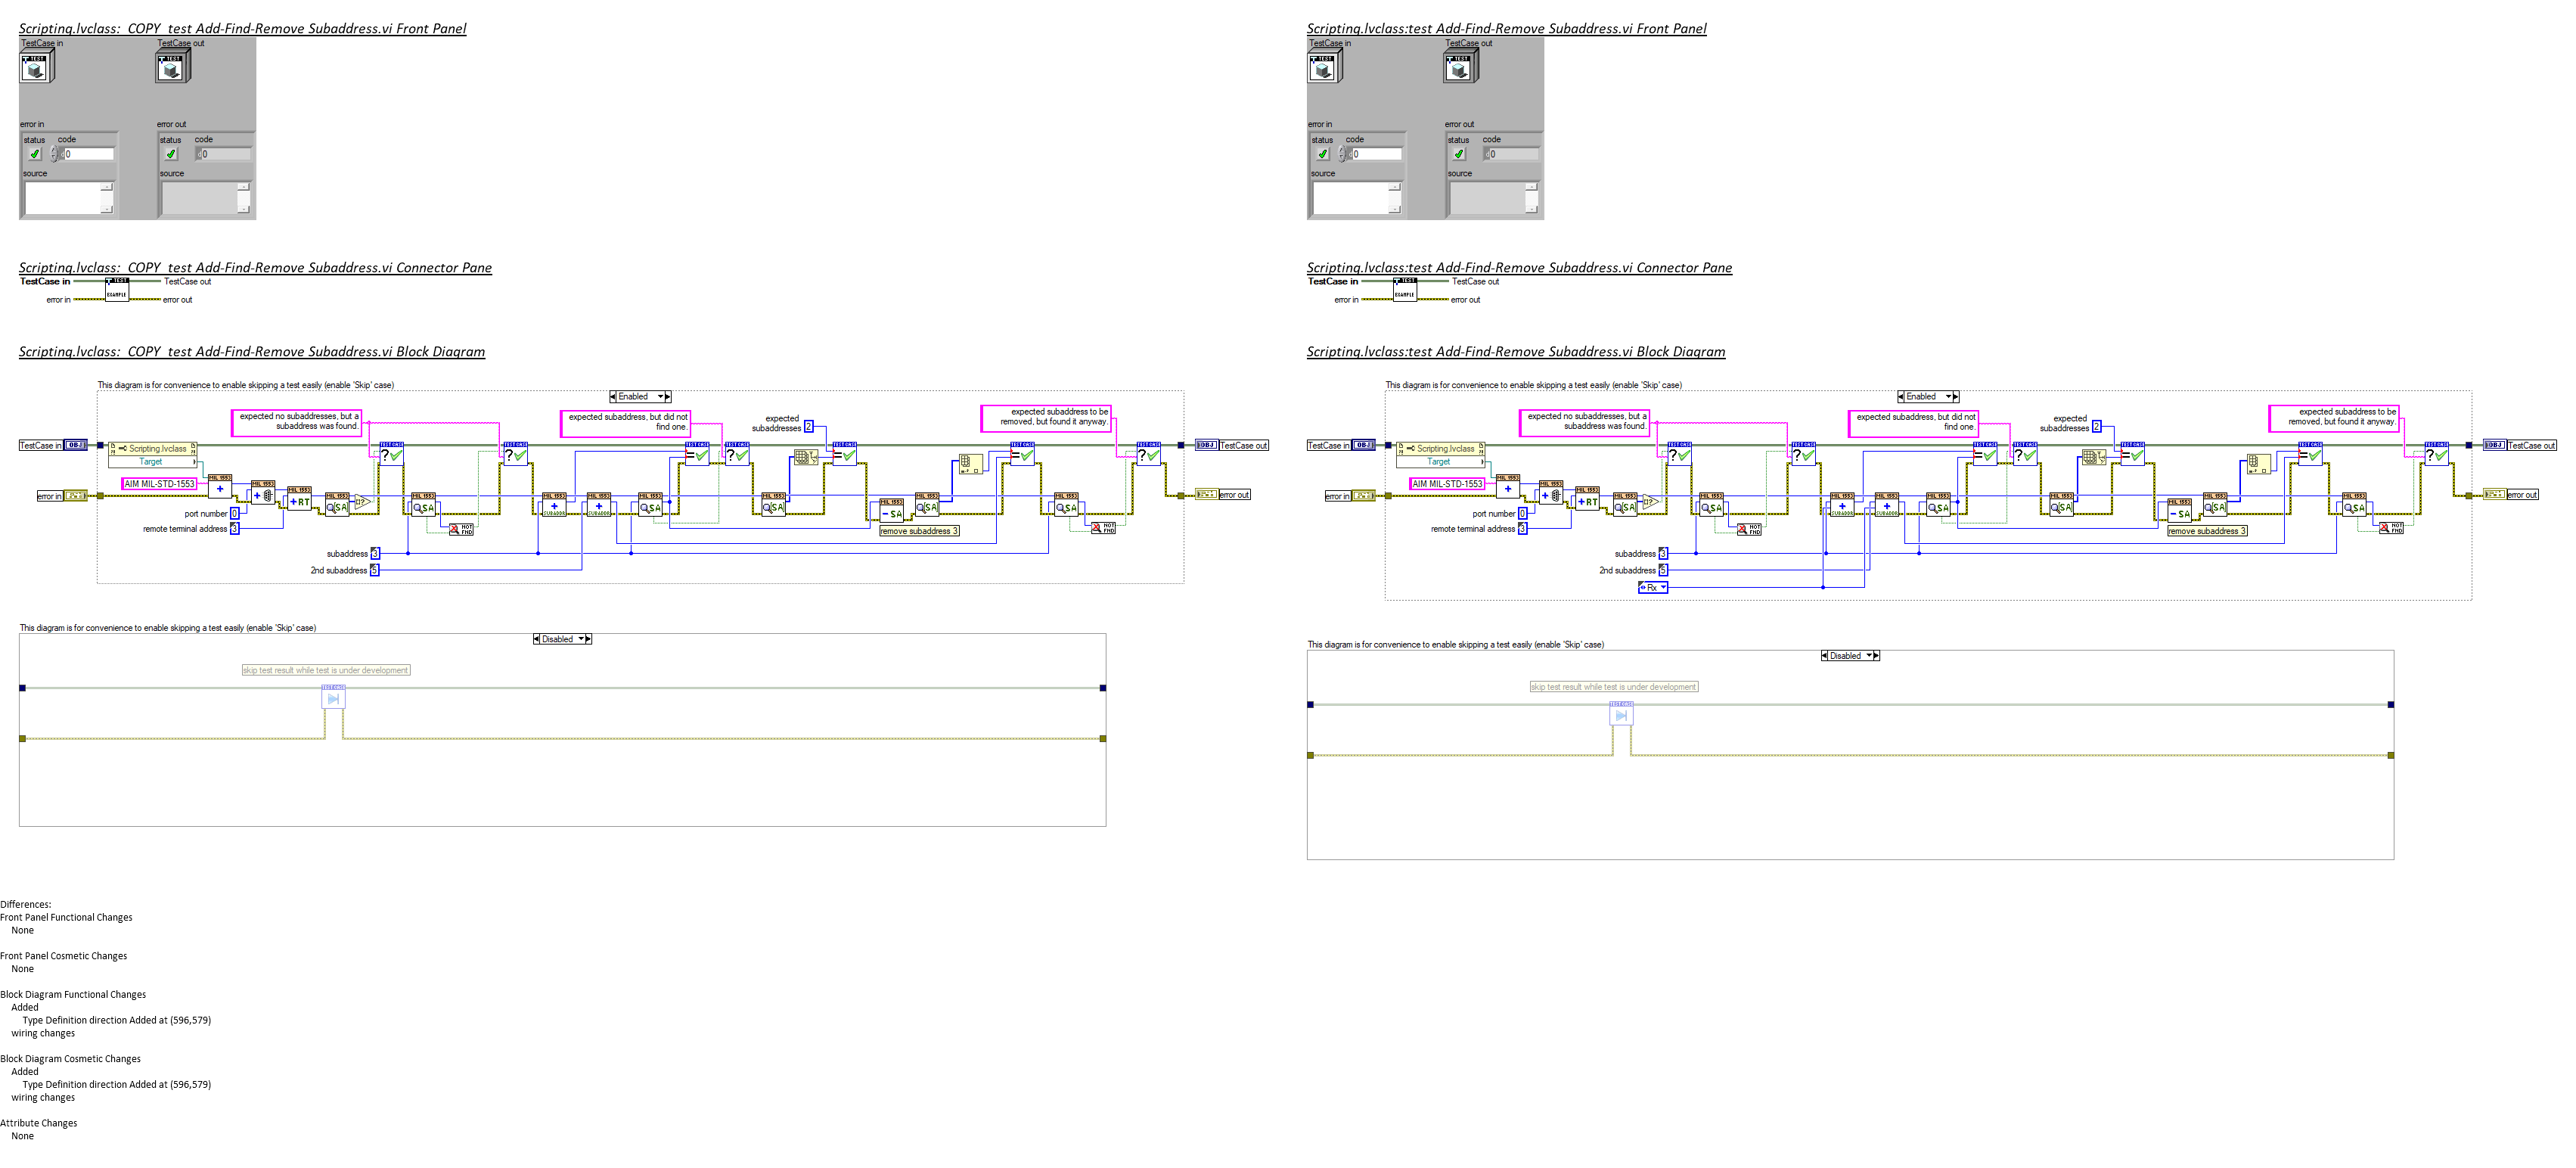 Scripting.lvclass:  COPY  test Add-Find-Remove Subaddress.vi Front Panel
TestCase in
TestCase out
TEST
TEST
error in
error out
status
code
status
code
0
0
source
source
Scripting.lvclass:  COPY  test Add-Find-Remove Subaddress.vi Connector Pane
TestCase in
TEST
EXAMPLE
TestCase out
error in
error out
Scripting.lvclass:  COPY  test Add-Find-Remove Subaddress.vi Block Diagram
This diagram is for convenience to enable skipping a test easily (enable 'Skip' case)
Enabled
expected no subaddresses, but a
subaddress was found.
expected subaddress, but did not
find one.
expected
subaddresses
2
expected subaddress to be
removed, but found it anyway.
TestCase in
OBJ
Scripting.lvclass
Target
OBJ
TestCase out
AIM MIL-STD-1553
error in
error out
port number
0
remote terminal address
3
remove subaddress 3
subaddress
3
2nd subaddress
5
This diagram is for convenience to enable skipping a test easily (enable 'Skip' case)
Disabled
skip test result while test is under development
Scripting.lvclass:test Add-Find-Remove Subaddress.vi Front Panel
TestCase in
TestCase out
TEST
TEST
error in
error out
status
code
status
code
0
0
source
source
Scripting.lvclass:test Add-Find-Remove Subaddress.vi Connector Pane
TestCase in
TEST
EXAMPLE
TestCase out
error in
error out
Scripting.lvclass:test Add-Find-Remove Subaddress.vi Block Diagram
This diagram is for convenience to enable skipping a test easily (enable 'Skip' case)
Enabled
expected no subaddresses, but a
subaddress was found.
expected subaddress, but did not
find one.
expected
subaddresses
2
expected subaddress to be
removed, but found it anyway.
TestCase in
OBJ
Scripting.lvclass
Target
OBJ
TestCase out
AIM MIL-STD-1553
error in
error out
port number
0
remote terminal address
3
remove subaddress 3
subaddress
3
2nd subaddress
5
Rx
This diagram is for convenience to enable skipping a test easily (enable 'Skip' case)
Disabled
skip test result while test is under development
Differences:
Front Panel Functional Changes
None
Front Panel Cosmetic Changes
None
Block Diagram Functional Changes
Added
Type Definition direction Added at (596,579)
wiring changes
Block Diagram Cosmetic Changes
Added
Type Definition direction Added at (596,579)
wiring changes
Attribute Changes
None